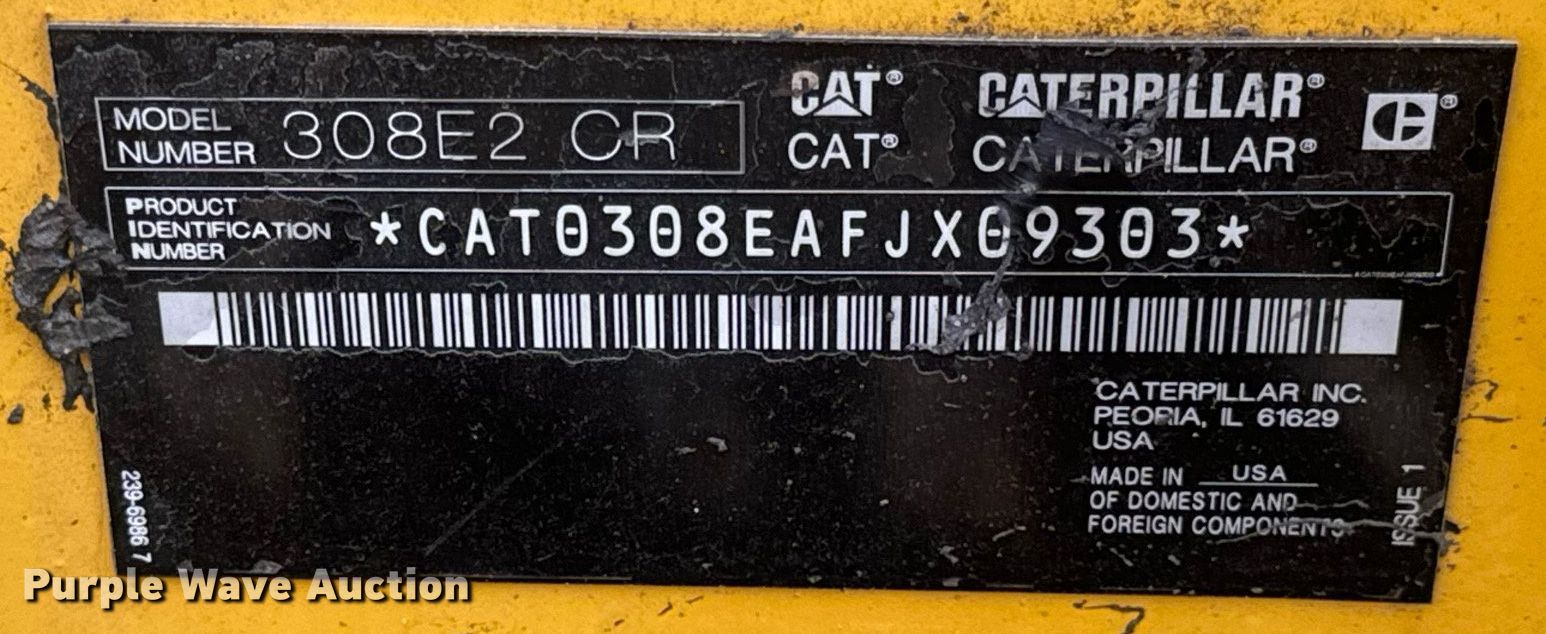 CAT® CATERPILLAR®
CAT® CATERPILLAR®
MODEL NUMBER 308E2 CR
PRODUCT
IDENTIFICATION
NUMBER
*CAT0308EAFJX09303*
CATERPILLAR INC.
PEORIA, IL 61629
USA
MADE IN USA
OF DOMESTIC AND
FOREIGN COMPONENTS
239-6986 7
ISSUE 1
Purple Wave Auction